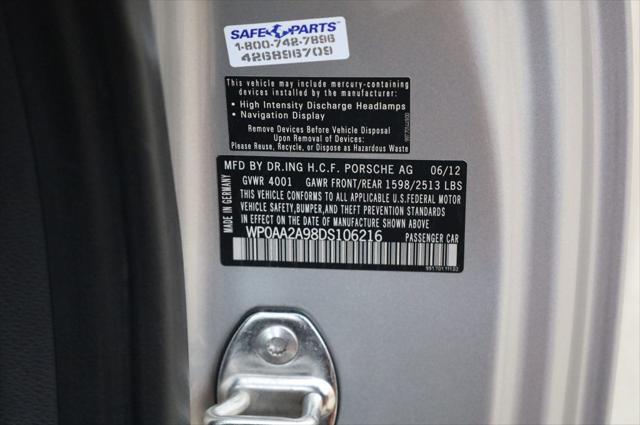 SAFE PARTS
1-800-742-7896
426896709
This vehicle may include mercury-containing
devices installed by the manufacturer:
• High Intensity Discharge Headlamps
• Navigation Display
Remove Devices Before Vehicle Disposal
Upon Removal of Devices:
Please Reuse, Recycle, or Dispose as Hazardous Waste
MFD BY DR.ING H.C.F. PORSCHE AG 06/12
GVWR 4001 GAWR FRONT/REAR 1598/2513 LBS
THIS VEHICLE CONFORMS TO ALL APPLICABLE U.S.FEDERAL MOTOR
VEHICLE SAFETY,BUMPER,AND THEFT PREVENTION STANDARDS
IN EFFECT ON THE DATE OF MANUFACTURE SHOWN ABOVE.
WP0AA2A98DS106216 PASSENGER CAR
MADE IN GERMANY